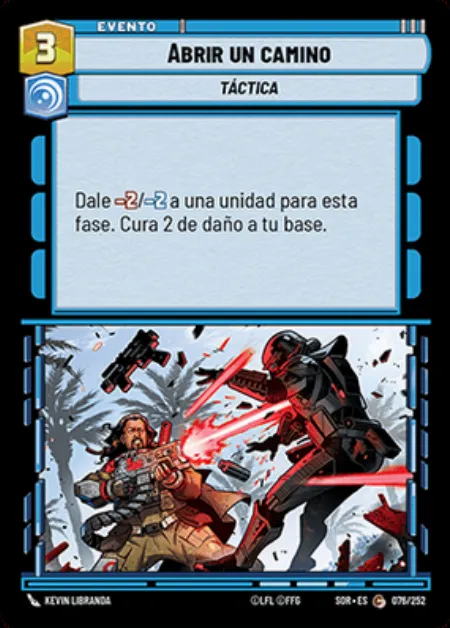 EVENTO
3
ABRIR UN CAMINO
TÁCTICA
Dale -2/-2 a una unidad para esta
fase. Cura 2 de daño a tu base.
KEVIN LIBRANDA
©LFL ©FFG
SOR•ES
C
076/252